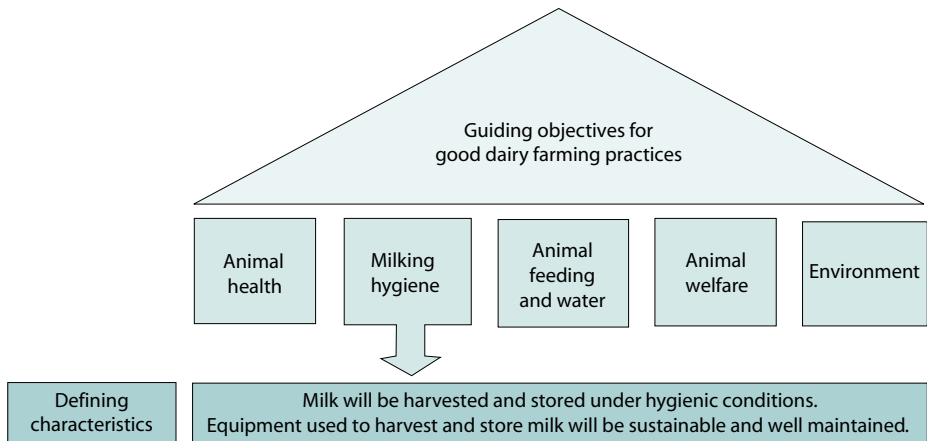 Guiding objectives for
good dairy farming practices
Animal
health
Milking
hygiene
Animal
feeding
and water
Animal
welfare
Environment
Defining
characteristics
Milk will be harvested and stored under hygienic conditions.
Equipment used to harvest and store milk will be sustainable and well maintained.